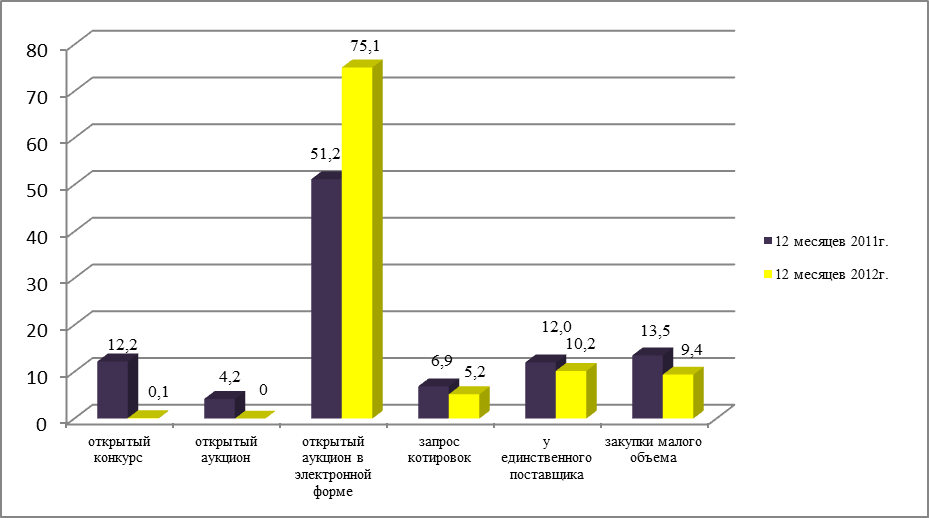 80
70
60
50
40
30
20
10
0
12,2
0,1
4,2
0
51,2
75,1
6,9
5,2
12,0
10,2
13,5
9,4
открытый
конкурс
открытый
аукцион
открытый
аукцион в
электронной
форме
запрос
котировок
у
единственного
поставщика
закупки малого
объема
12 месяцев 2011г.
12 месяцев 2012г.